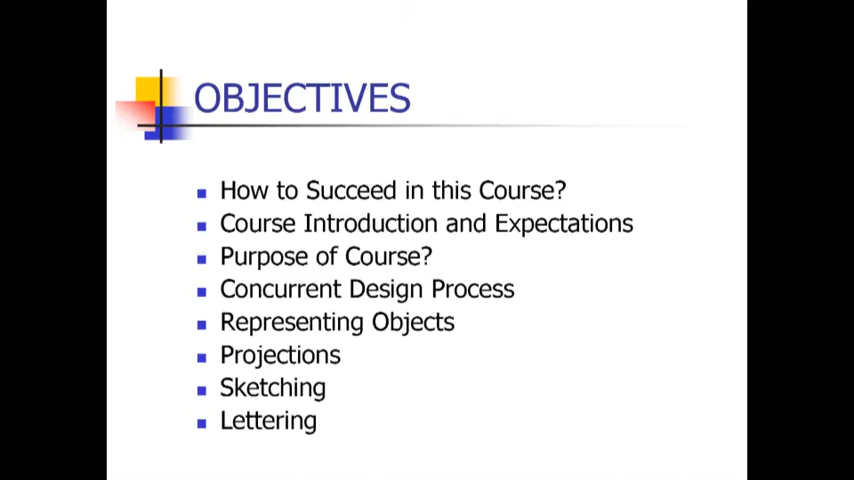 OBJECTIVES
How to Succeed in this Course?
Course Introduction and Expectations
Purpose of Course?
Concurrent Design Process
Representing Objects
Projections
Sketching
Lettering